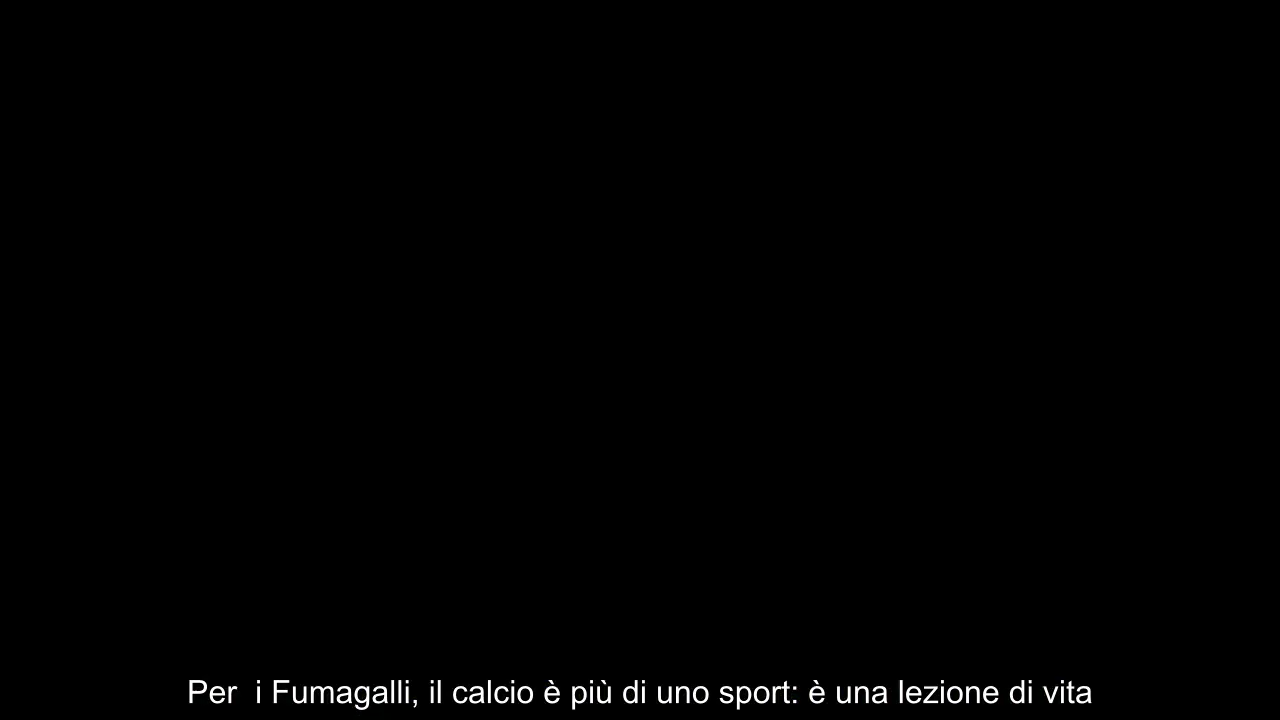 Per  i Fumagalli, il calcio è più di uno sport: è una lezione di vita